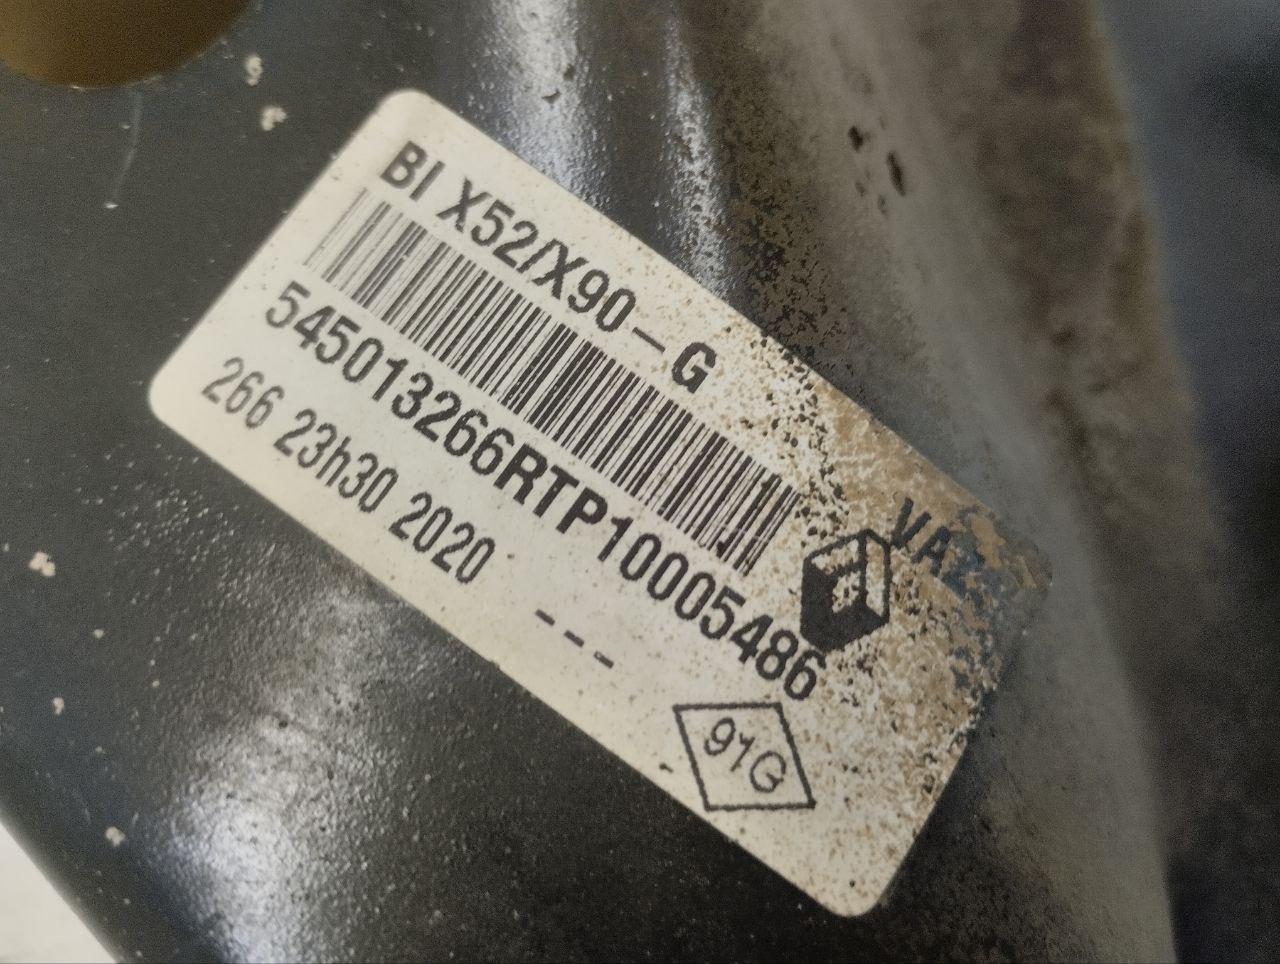 BI X52/X90-G
545013266RTP10005486
266 23h30 2020
---
91G